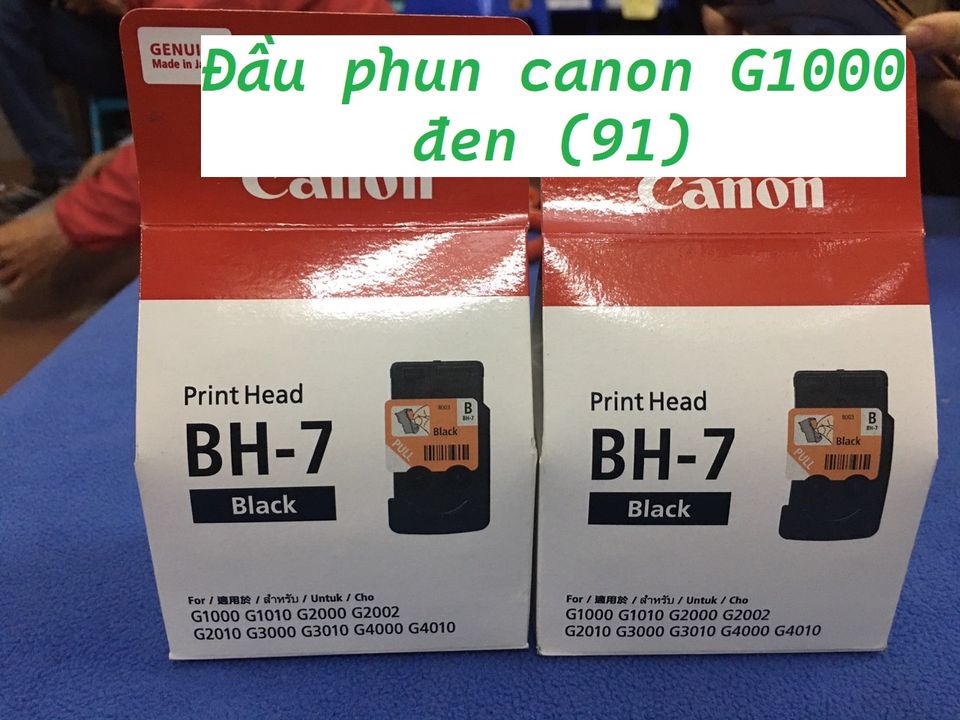 Đầu phun canon G1000
đen (91)
GENUI
Made in Ja
Canon
Print Head
BH-7
Black
B
BH-7
Black
PULL
For / 適用於 / สำหรับ / Untuk / Cho
G1000 G1010 G2000 G2002
G2010 G3000 G3010 G4000 G4010
Canon
Print Head
BH-7
Black
B
BH-7
Black
PULL
For / 適用於 / สำหรับ / Untuk / Cho
G1000 G1010 G2000 G2002
G2010 G3000 G3010 G4000 G4010